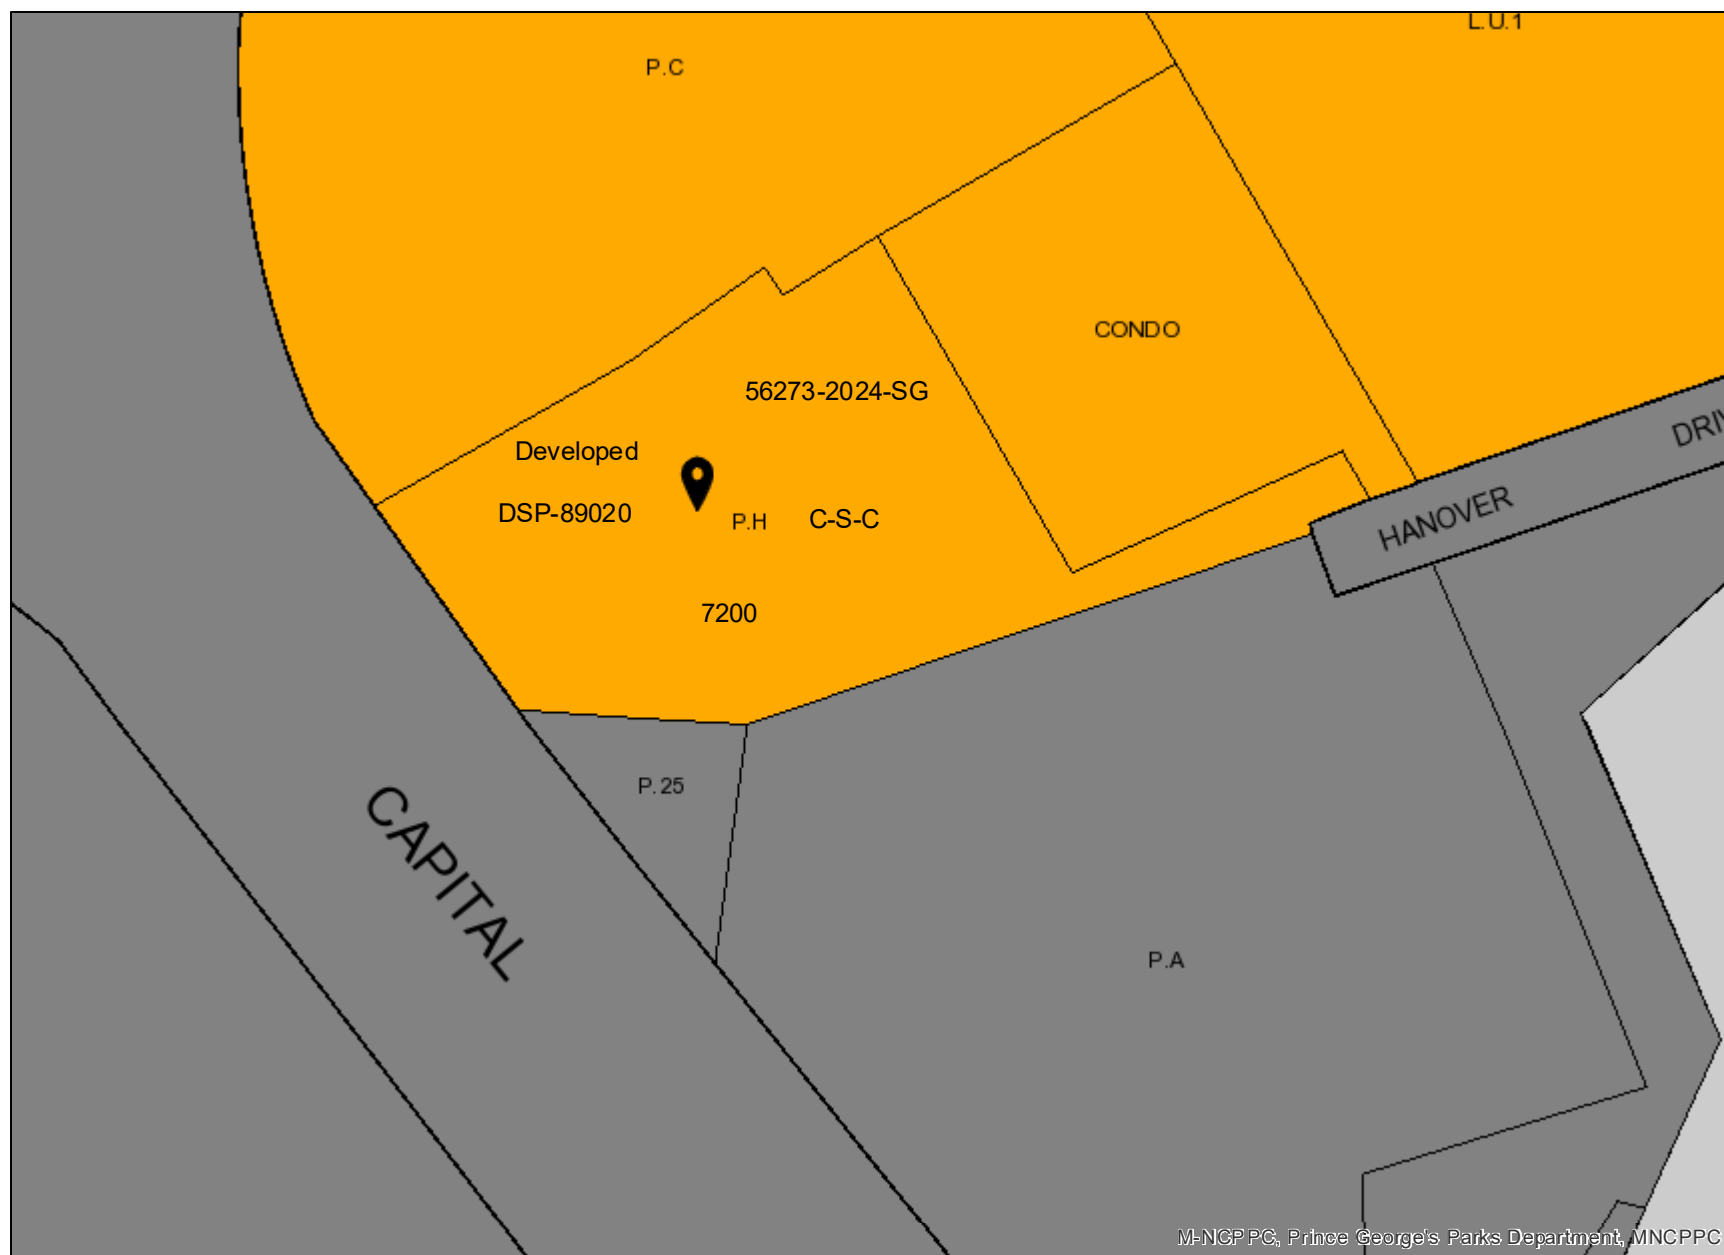 L.U.1
P.C
CONDO
56273-2024-SG
Developed
DSP-89020
P.H
C-S-C
HANOVER
7200
P.25
CAPITAL
P.A
M-NCPPC, Prince George's Parks Department, MNCPPC